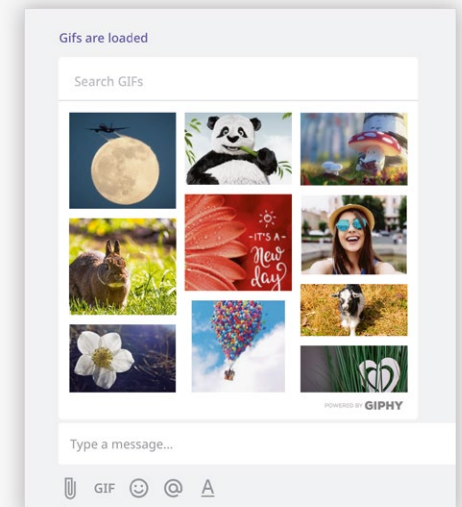 Gifs are loaded
Search GIFs
-IT'S A-
New
day
POWERED BY GIPHY
Type a message...
GIF
@
A